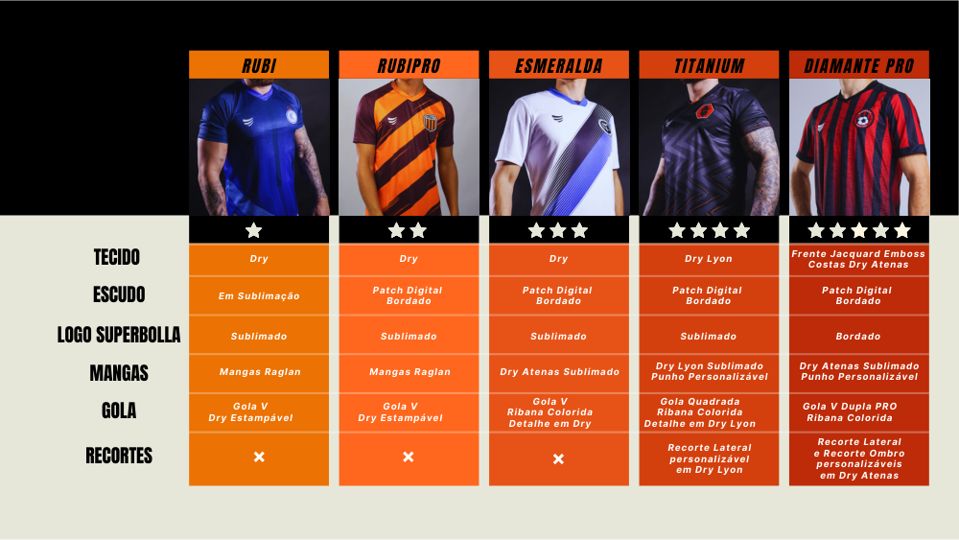 RUBI
RUBIPRO
ESMERALDA
TITANIUM
DIAMANTE PRO
TECIDO
Dry
Dry
Dry
Dry Lyon
Frente Jacquard Emboss
Costas Dry Atenas
ESCUDO
Em Sublimação
Patch Digital
Bordado
Patch Digital
Bordado
Patch Digital
Bordado
Patch Digital
Bordado
LOGO SUPERBOLLA
Sublimado
Sublimado
Sublimado
Sublimado
Bordado
MANGAS
Mangas Raglan
Mangas Raglan
Dry Atenas Sublimado
Dry Lyon Sublimado
Punho Personalizável
Dry Atenas Sublimado
Punho Personalizável
GOLA
Gola V
Dry Estampável
Gola V
Dry Estampável
Gola V
Ribana Colorida
Detalhe em Dry
Gola Quadrada
Ribana Colorida
Detalhe em Dry Lyon
Gola V Dupla PRO
Ribana Colorida
RECORTES
Recorte Lateral
personalizável
em Dry Lyon
Recorte Lateral
e Recorte Ombro
personalizáveis
em Dry Atenas